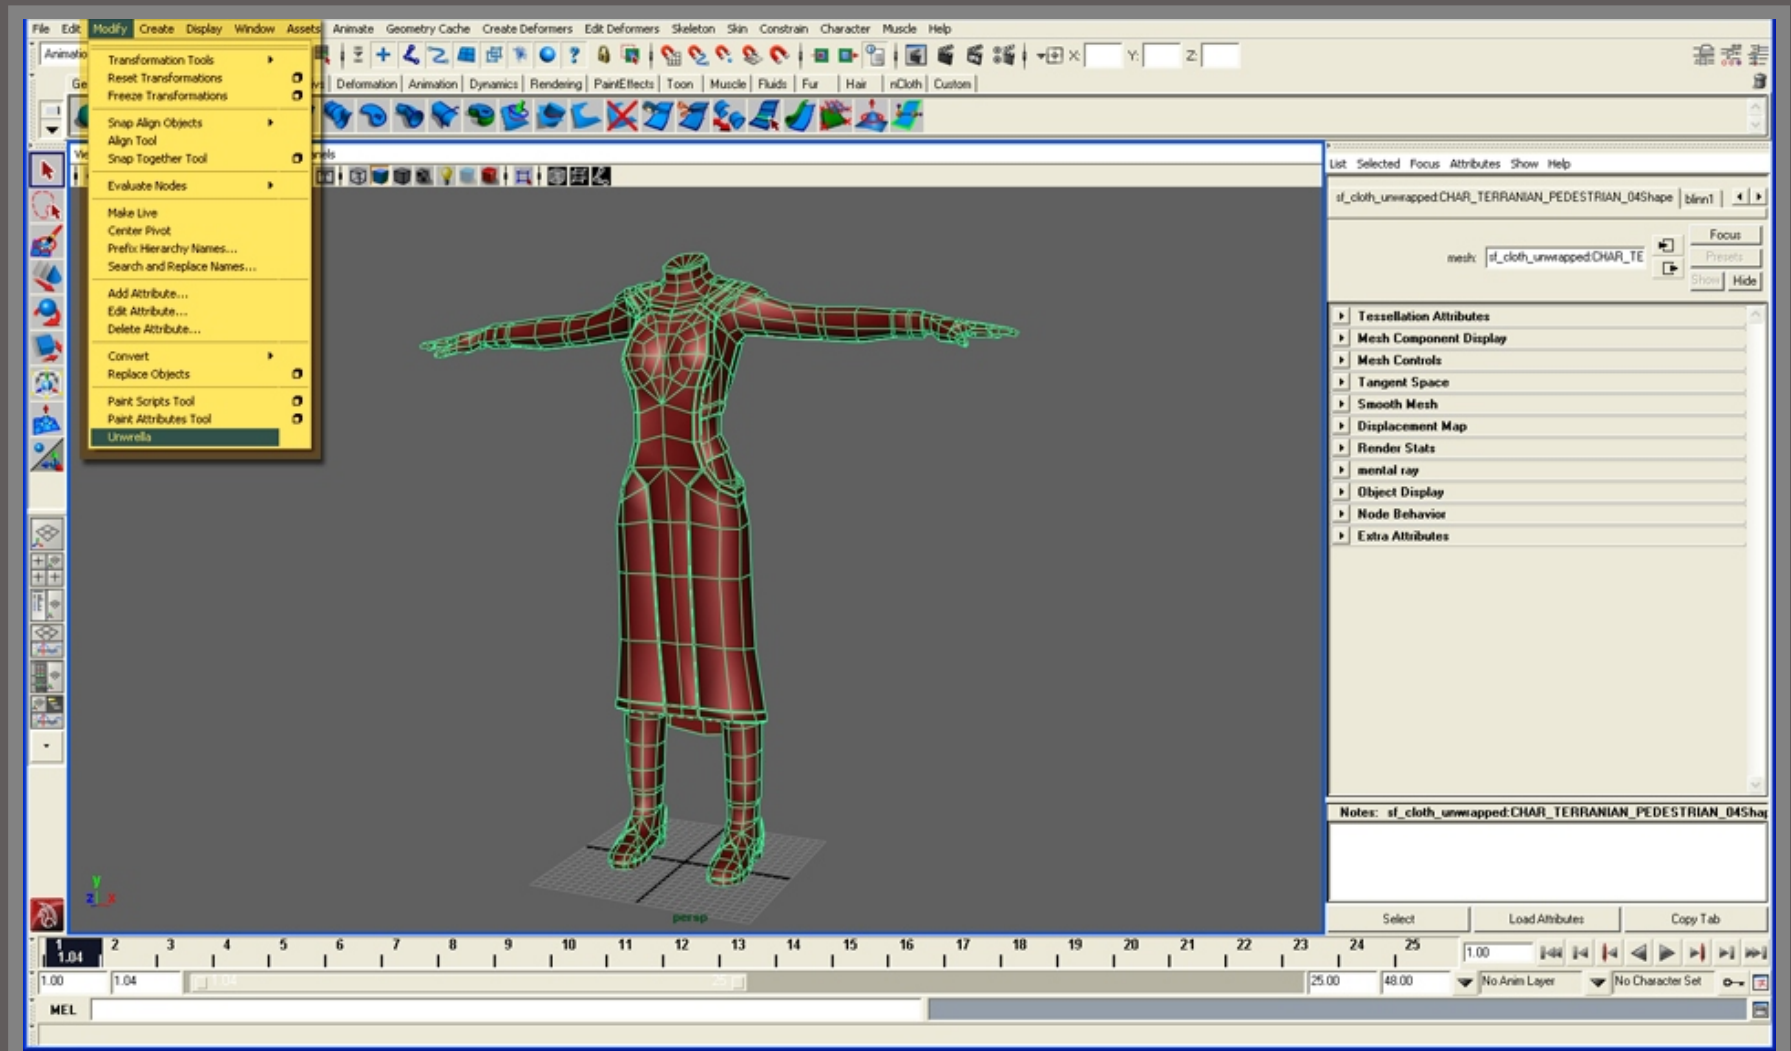 File Edit Modify Create Display Window Assets Animate Geometry Cache Create Deformers Edit Deformers Skeleton Skin Constrain Character Muscle Help
X: Y: Z:
Deformation Animation Dynamics Rendering PaintEffects Toon Muscle Fluids Fur Hair nCloth Custom
Transformation Tools
Reset Transformations
Freeze Transformations
Snap Align Objects
Align Tool
Snap Together Tool
Evaluate Nodes
Make Live
Center Pivot
Prefix Hierarchy Names...
Search and Replace Names...
Add Attribute...
Edit Attribute...
Delete Attribute...
Convert
Replace Objects
Paint Scripts Tool
Paint Attributes Tool
Unwrella
y
z x
persp
List Selected Focus Attributes Show Help
sf_cloth_unwrapped:CHAR_TERRANIAN_PEDESTRIAN_04Shape blinn1
Focus
mesh: sf_cloth_unwrapped:CHAR_TE Presets
Show Hide
Tessellation Attributes
Mesh Component Display
Mesh Controls
Tangent Space
Smooth Mesh
Displacement Map
Render Stats
mental ray
Object Display
Node Behavior
Extra Attributes
Notes: sf_cloth_unwrapped:CHAR_TERRANIAN_PEDESTRIAN_04Shap
Select Load Attributes Copy Tab
1 2 3 4 5 6 7 8 9 10 11 12 13 14 15 16 17 18 19 20 21 22 23 24 25
1.04 1.00
1.00 1.04 1.04 25 25.00 48.00 No Anim Layer No Character Set
MEL